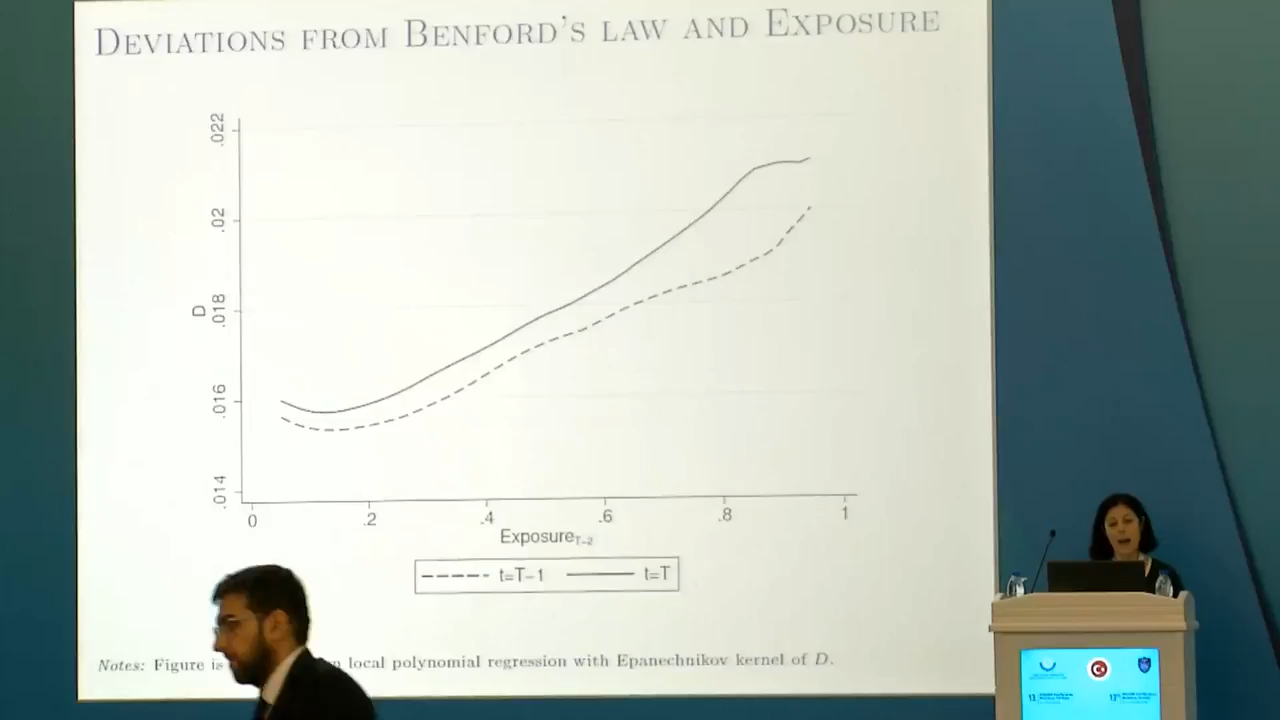 DEVIATIONS FROM BENFORD'S LAW AND EXPOSURE
.022
.02
.018
.016
.014
D
0 .2 .4 .6 .8 1
Exposure T−2
t=T−1 t=T
Notes: Figure is local polynomial regression with Epanechnikov kernel of D.